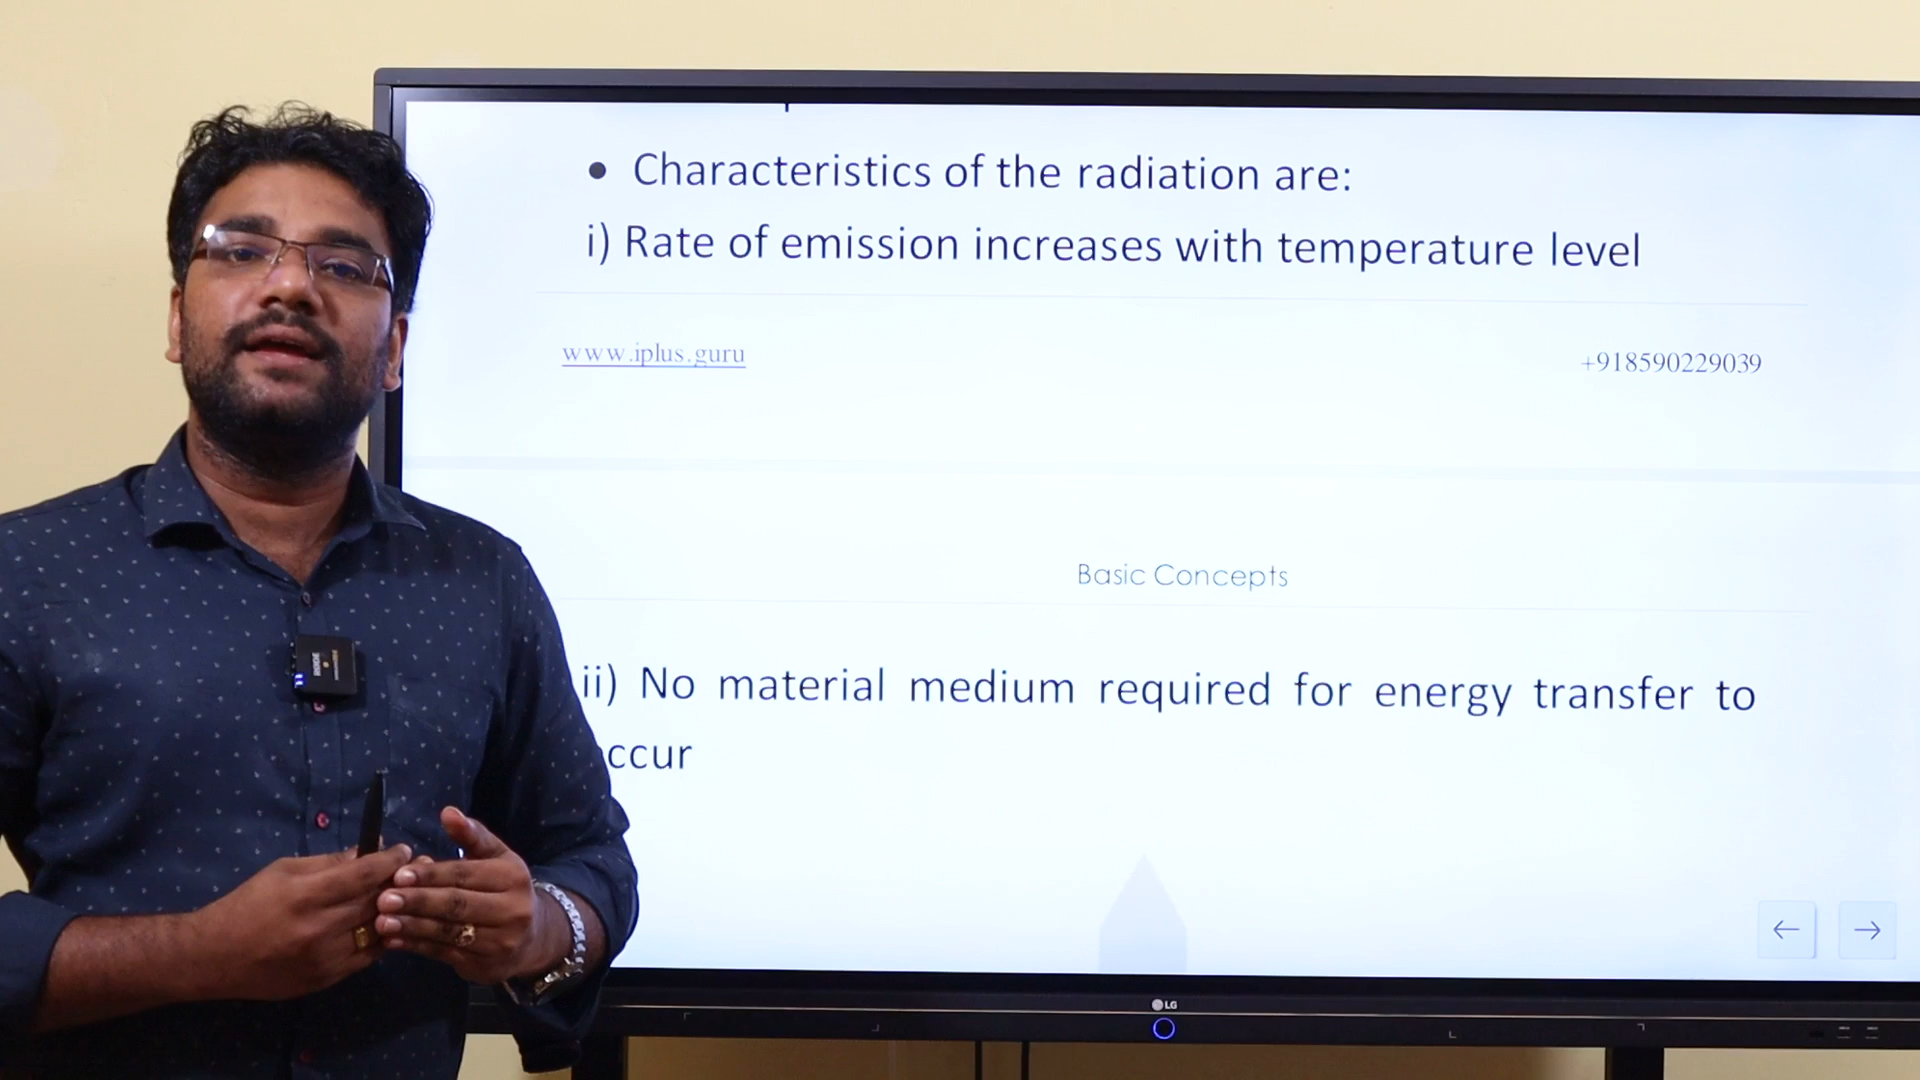 • Characteristics of the radiation are:
i) Rate of emission increases with temperature level
www.iplus.guru
+918590229039
Basic Concepts
ii) No material medium required for energy transfer to
ccur
RODE
LG